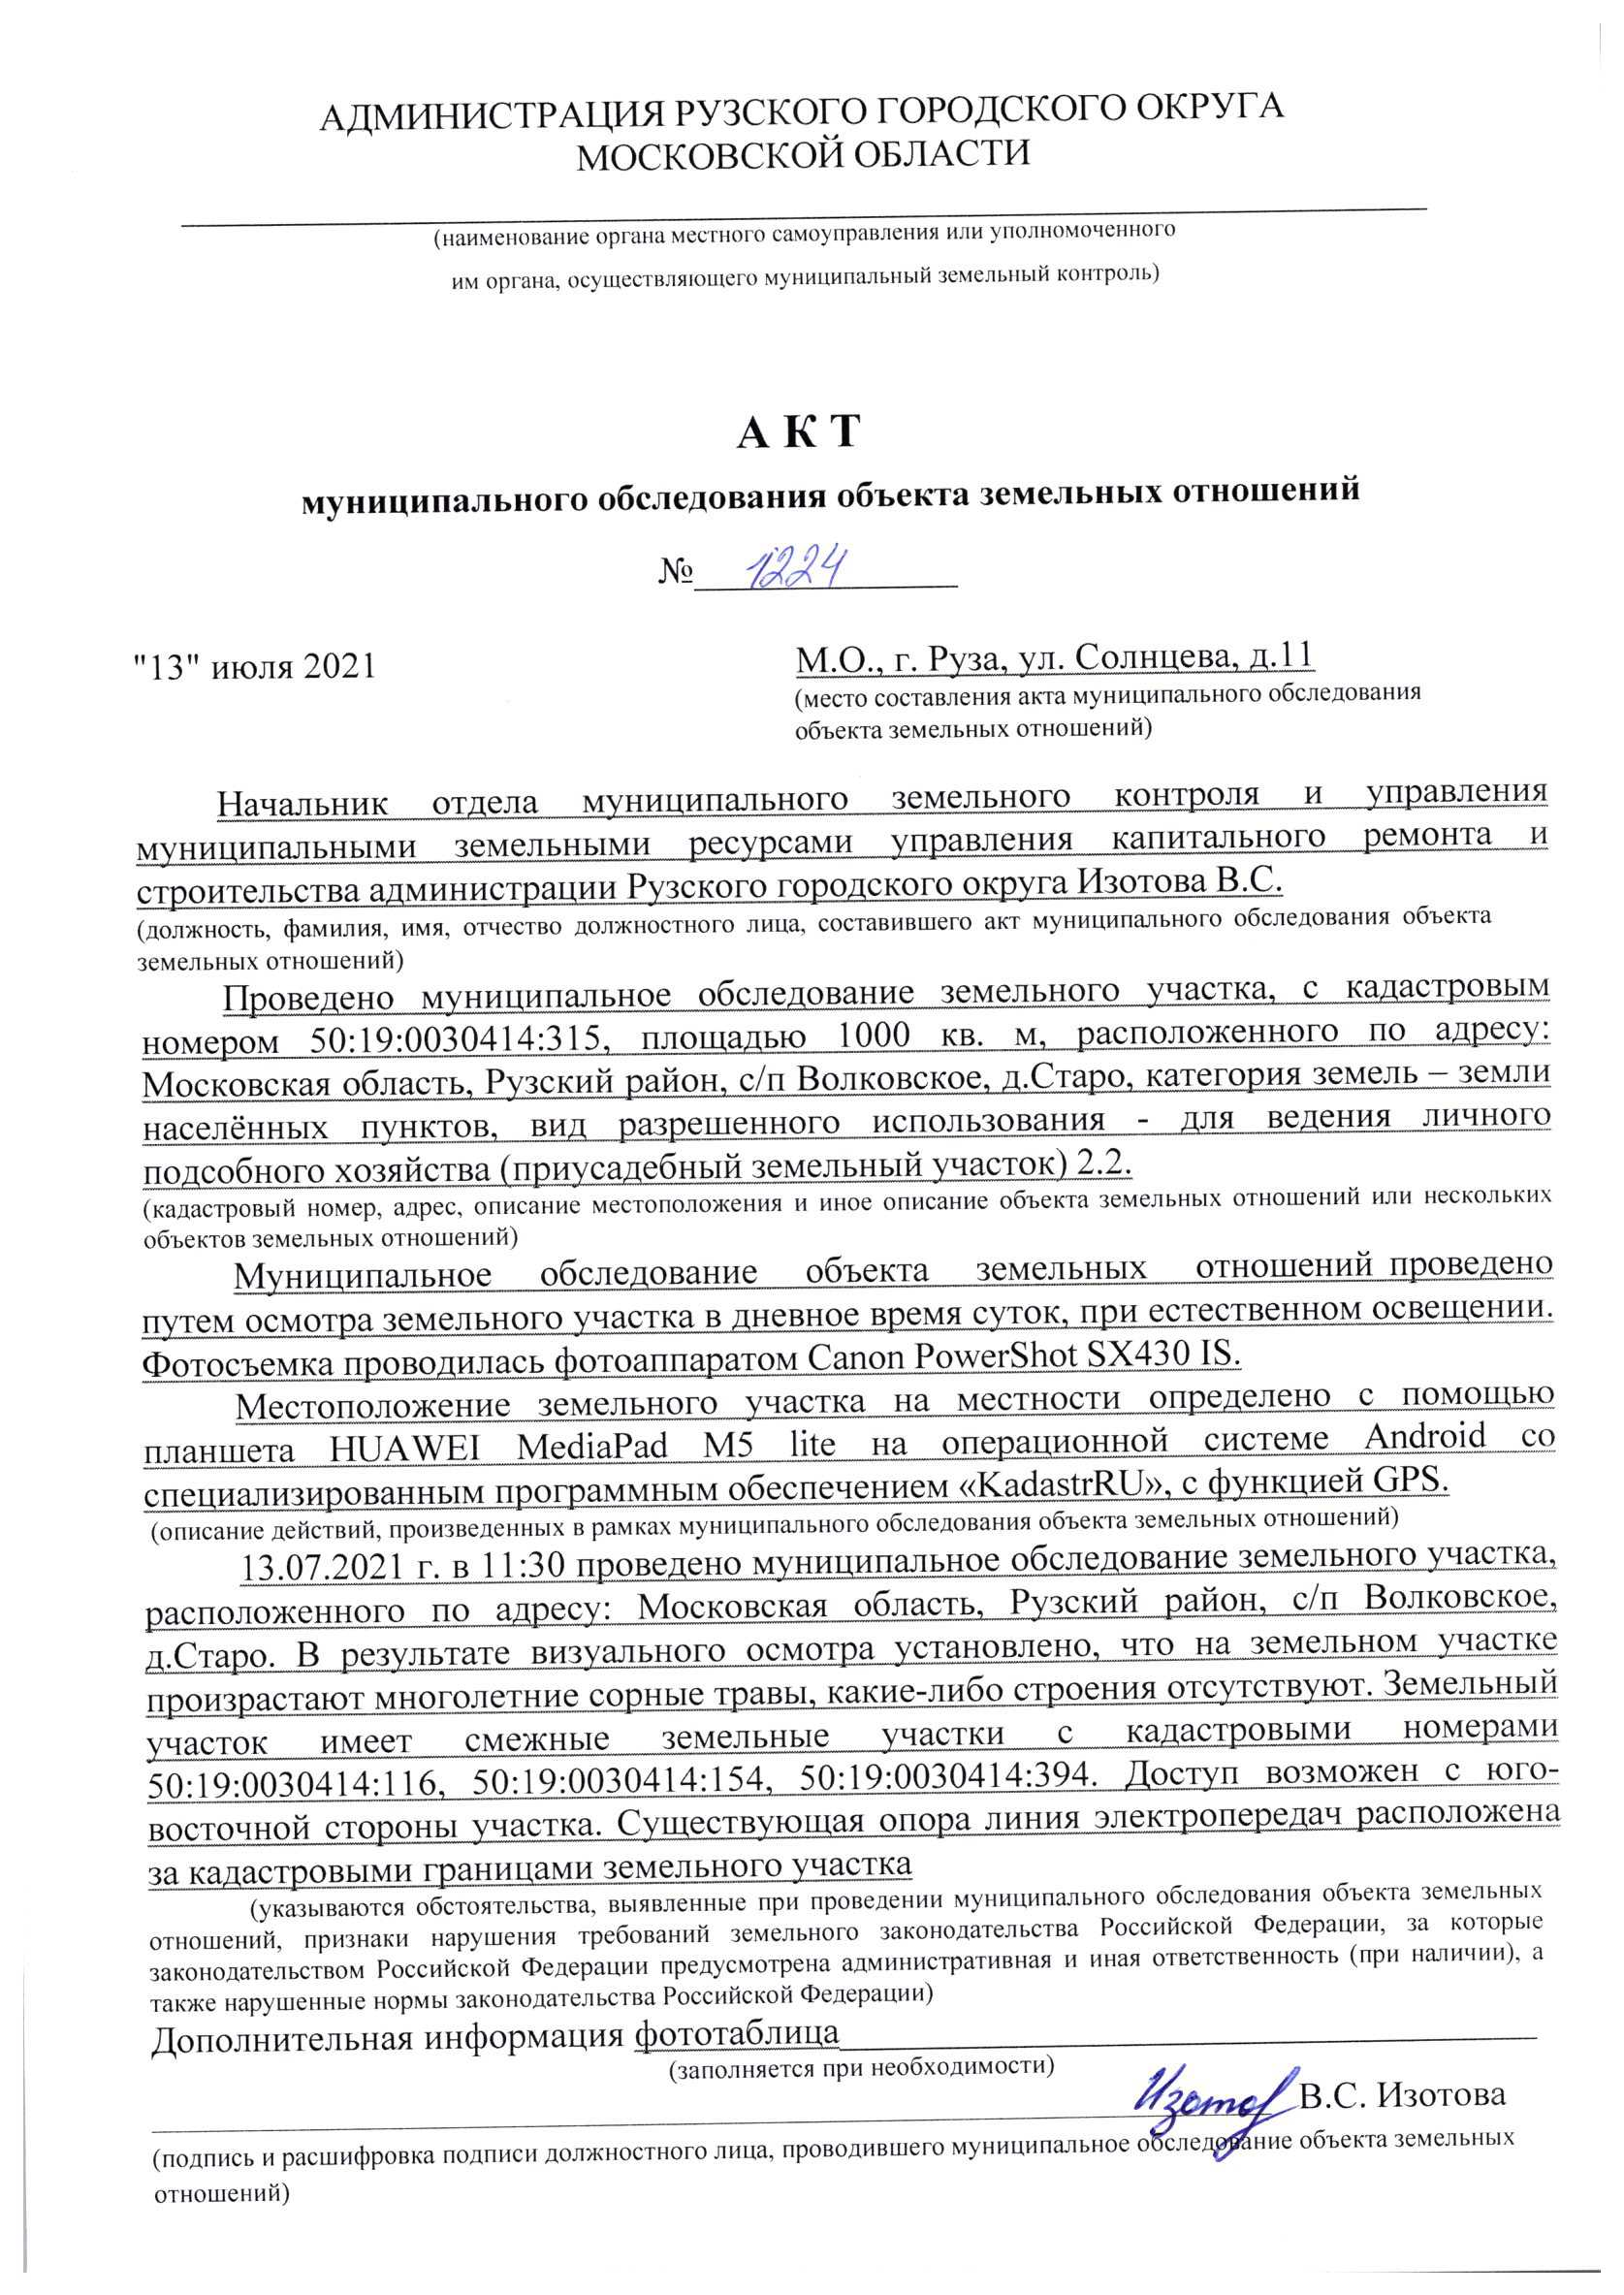 АДМИНИСТРАЦИЯ РУЗСКОГО ГОРОДСКОГО ОКРУГА
МОСКОВСКОЙ ОБЛАСТИ
(наименование органа местного самоуправления или уполномоченного
им органа, осуществляющего муниципальный земельный контроль)
А К Т
муниципального обследования объекта земельных отношений
№ 1224
"13" июля 2021
М.О., г. Руза, ул. Солнцева, д.11
(место составления акта муниципального обследования
объекта земельных отношений)
Начальник отдела муниципального земельного контроля и управления
муниципальными земельными ресурсами управления капитального ремонта и
строительства администрации Рузского городского округа Изотова В.С.
(должность, фамилия, имя, отчество должностного лица, составившего акт муниципального обследования объекта
земельных отношений)
Проведено муниципальное обследование земельного участка, с кадастровым
номером 50:19:0030414:315, площадью 1000 кв. м, расположенного по адресу:
Московская область, Рузский район, с/п Волковское, д.Старо, категория земель – земли
населённых пунктов, вид разрешенного использования - для ведения личного
подсобного хозяйства (приусадебный земельный участок) 2.2.
(кадастровый номер, адрес, описание местоположения и иное описание объекта земельных отношений или нескольких
объектов земельных отношений)
Муниципальное обследование объекта земельных отношений проведено
путем осмотра земельного участка в дневное время суток, при естественном освещении.
Фотосъемка проводилась фотоаппаратом Canon PowerShot SX430 IS.
Местоположение земельного участка на местности определено с помощью
планшета HUAWEI MediaPad M5 lite на операционной системе Android со
специализированным программным обеспечением «KadastrRU», с функцией GPS.
(описание действий, произведенных в рамках муниципального обследования объекта земельных отношений)
13.07.2021 г. в 11:30 проведено муниципальное обследование земельного участка,
расположенного по адресу: Московская область, Рузский район, с/п Волковское,
д.Старо. В результате визуального осмотра установлено, что на земельном участке
произрастают многолетние сорные травы, какие-либо строения отсутствуют. Земельный
участок имеет смежные земельные участки с кадастровыми номерами
50:19:0030414:116, 50:19:0030414:154, 50:19:0030414:394. Доступ возможен с юго-
восточной стороны участка. Существующая опора линия электропередач расположена
за кадастровыми границами земельного участка
(указываются обстоятельства, выявленные при проведении муниципального обследования объекта земельных
отношений, признаки нарушения требований земельного законодательства Российской Федерации, за которые
законодательством Российской Федерации предусмотрена административная и иная ответственность (при наличии), а
также нарушенные нормы законодательства Российской Федерации)
Дополнительная информация фототаблица
(заполняется при необходимости)
Изотов В.С. Изотова
(подпись и расшифровка подписи должностного лица, проводившего муниципальное обследование объекта земельных
отношений)